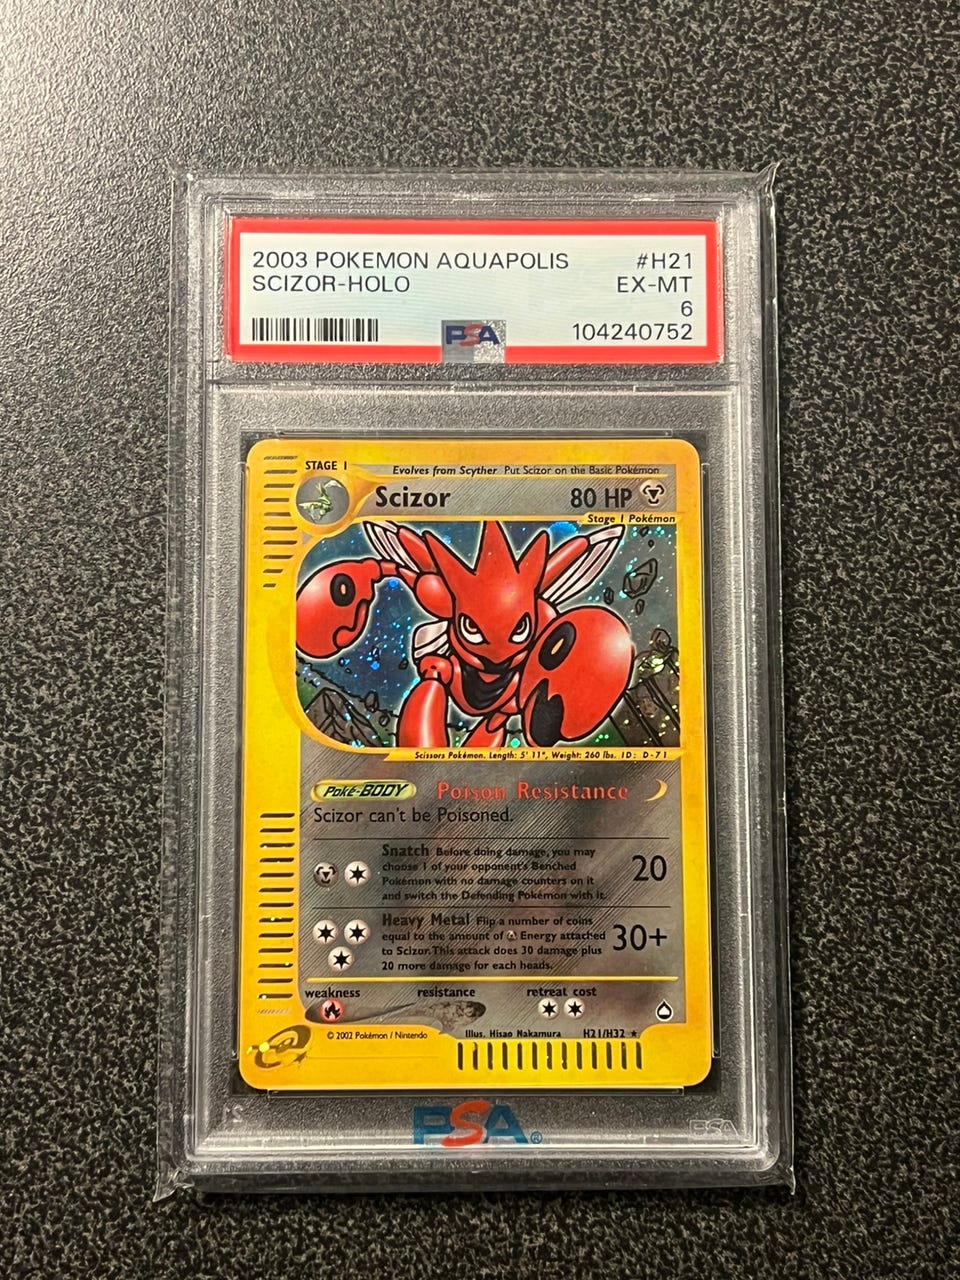 2003 POKEMON AQUAPOLIS #H21
SCIZOR-HOLO EX-MT
6
PSA 104240752
STAGE 1 Evolves from Scyther Put Scizor on the Basic Pokémon
Scizor 80 HP
Stage 1 Pokémon
Scissors Pokémon. Length: 5' 11", Weight: 260 lbs. ID: D-71
Poké-BODY Poison Resistance
Scizor can't be Poisoned.
Snatch Before doing damage, you may
choose 1 of your opponent's Benched
Pokémon with no damage counters on it
and switch the Defending Pokémon with it.
20
Heavy Metal Flip a number of coins
equal to the amount of Energy attached
to Scizor. This attack does 30 damage plus
20 more damage for each heads.
30+
weakness resistance retreat cost
© 2002 Pokémon / Nintendo Illus. Hisao Nakamura H21/H32 ★
e
PSA®
PSA